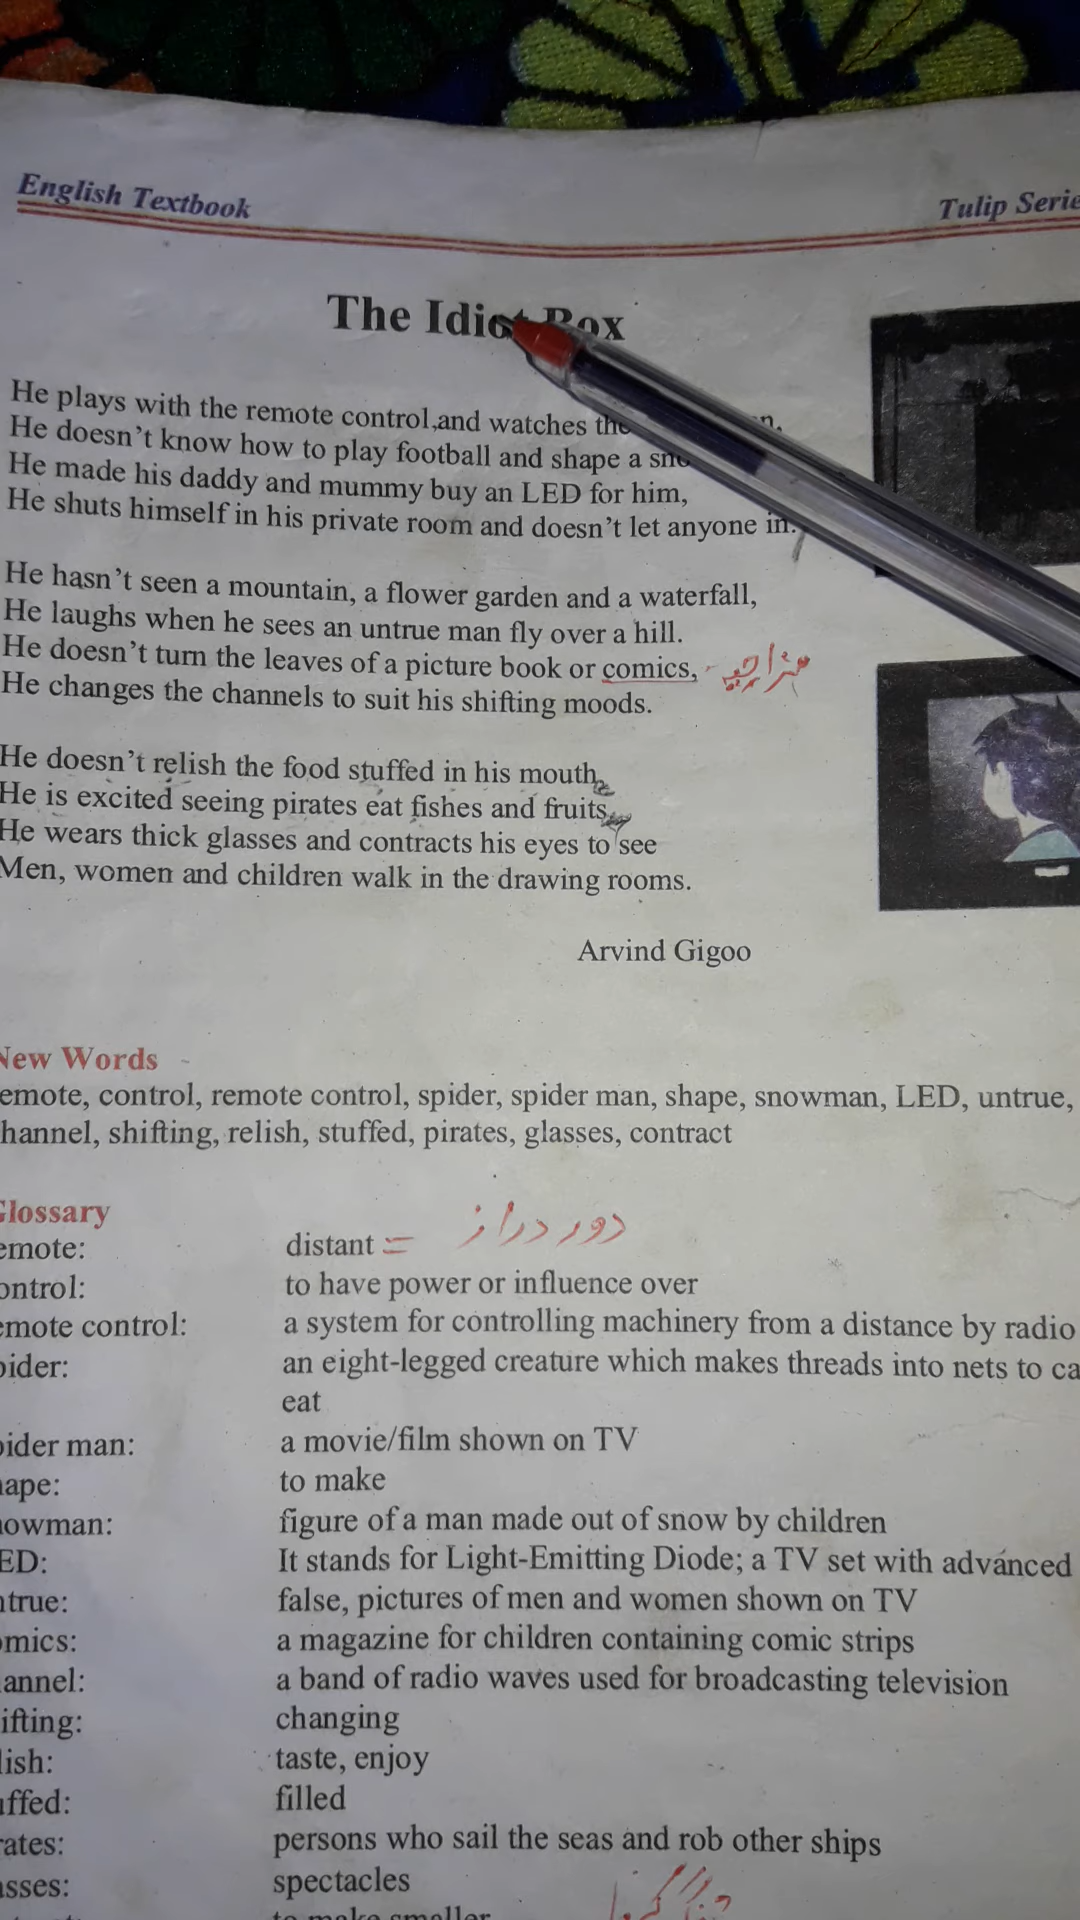 English Textbook
Tulip Serie
The Idiot Box
He plays with the remote control,and watches the
He doesn't know how to play football and shape a sno
He made his daddy and mummy buy an LED for him,
He shuts himself in his private room and doesn't let anyone in.
He hasn't seen a mountain, a flower garden and a waterfall,
He laughs when he sees an untrue man fly over a hill.
He doesn't turn the leaves of a picture book or comics,
He changes the channels to suit his shifting moods.
He doesn't relish the food stuffed in his mouth
He is excited seeing pirates eat fishes and fruits
He wears thick glasses and contracts his eyes to see
Men, women and children walk in the drawing rooms.
Arvind Gigoo
New Words
emote, control, remote control, spider, spider man, shape, snowman, LED, untrue,
hannel, shifting, relish, stuffed, pirates, glasses, contract
Glossary
emote: distant = دور دراز
ontrol: to have power or influence over
emote control: a system for controlling machinery from a distance by radio
pider: an eight-legged creature which makes threads into nets to ca
eat
pider man: a movie/film shown on TV
hape: to make
nowman: figure of a man made out of snow by children
ED: It stands for Light-Emitting Diode; a TV set with advanced
ntrue: false, pictures of men and women shown on TV
omics: a magazine for children containing comic strips
annel: a band of radio waves used for broadcasting television
ifting: changing
lish: taste, enjoy
uffed: filled
rates: persons who sail the seas and rob other ships
asses: spectacles
to make smaller